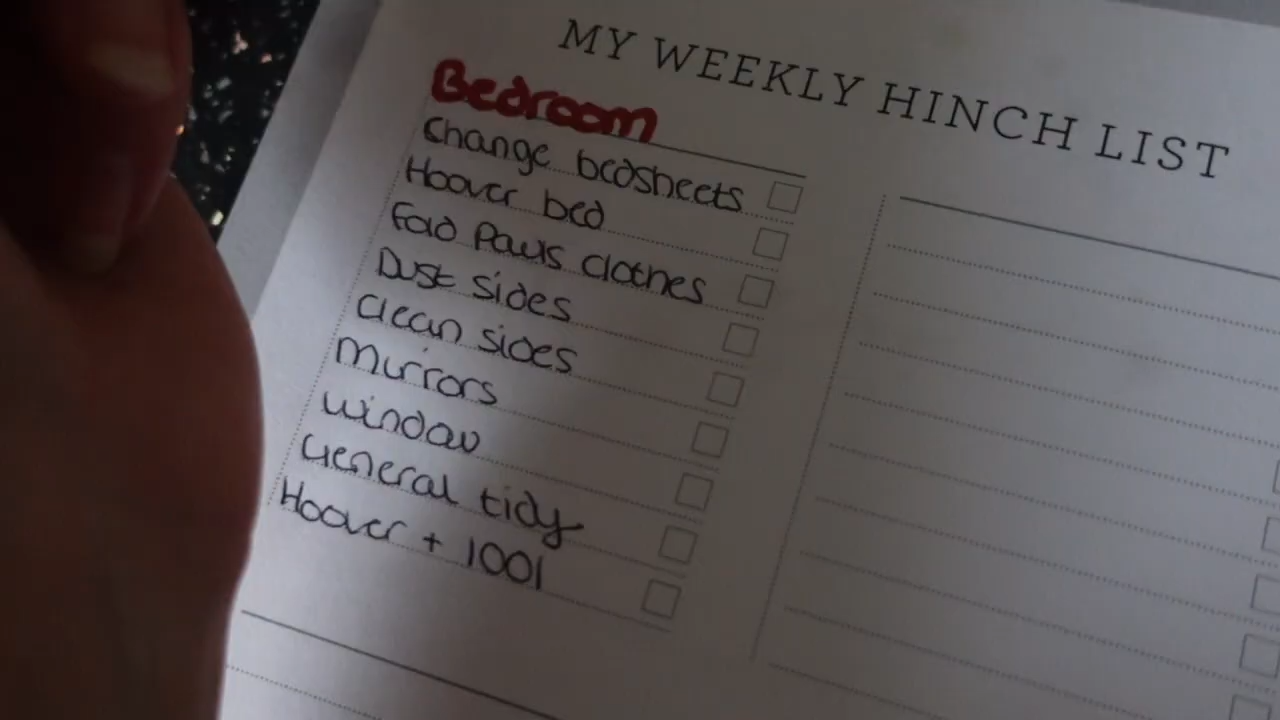 MY WEEKLY HINCH LIST
Bedroom
Change bedsheets
Hoover bed
Fold Pauls clothes
Dust sides
Clean sides
Mirrors
Window
General tidy
Hoover + 1001